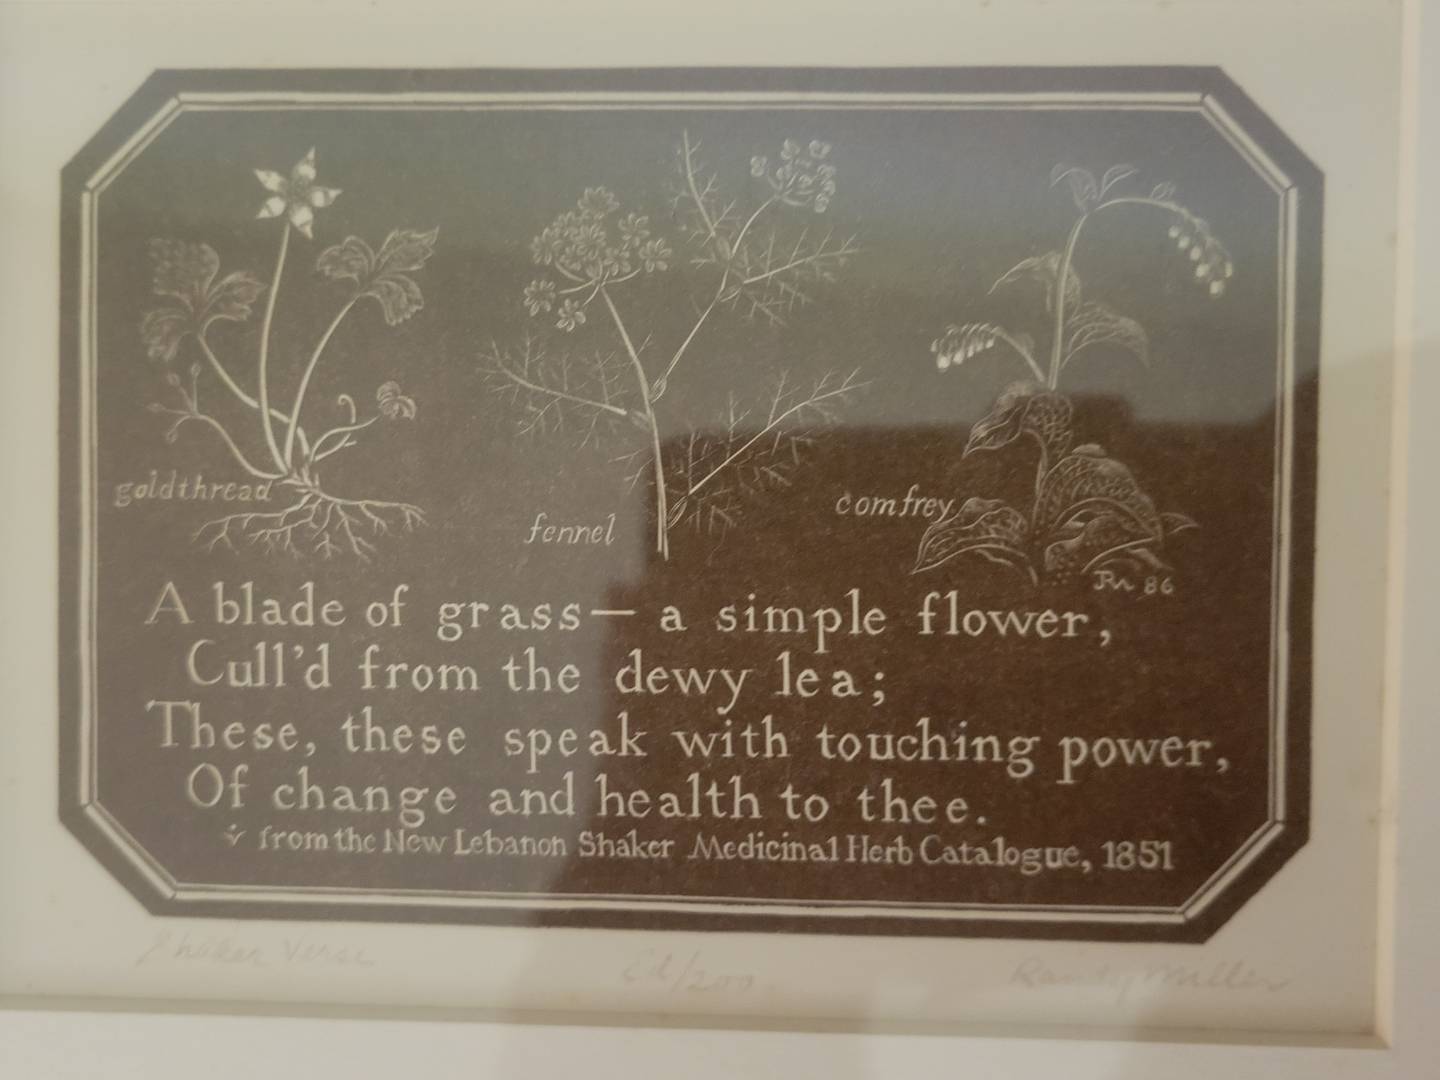 goldthread
fennel
comfrey
RM 86
A blade of grass— a simple flower,
Cull'd from the dewy lea;
These, these speak with touching power,
Of change and health to thee.
from the New Lebanon Shaker Medicinal Herb Catalogue, 1851
Shaker Verse
Ed/200
Randy Miller